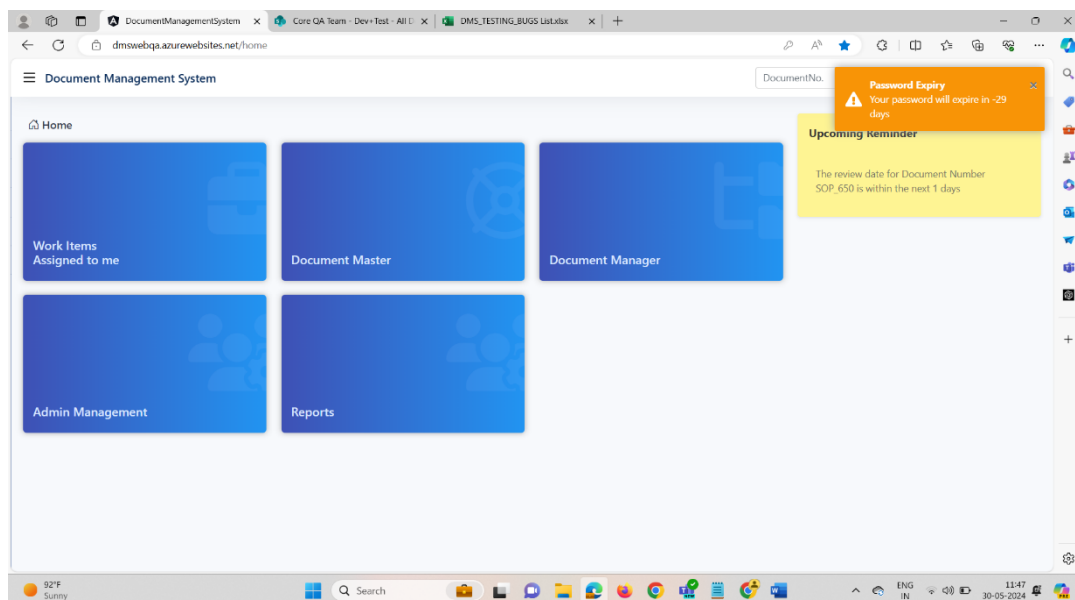 DocumentManagementSystem
Core QA Team - Dev+Test - All D
DMS_TESTING_BUGS List.xlsx
dmswebqa.azurewebsites.net/home
Document Management System
DocumentNo.
Password Expiry
Your password will expire in -29
days
Home
Upcoming Reminder
The review date for Document Number
SOP_650 is within the next 1 days
Work Items
Assigned to me
Document Master
Document Manager
Admin Management
Reports
92°F
Sunny
Search
ENG
IN
11:47
30-05-2024